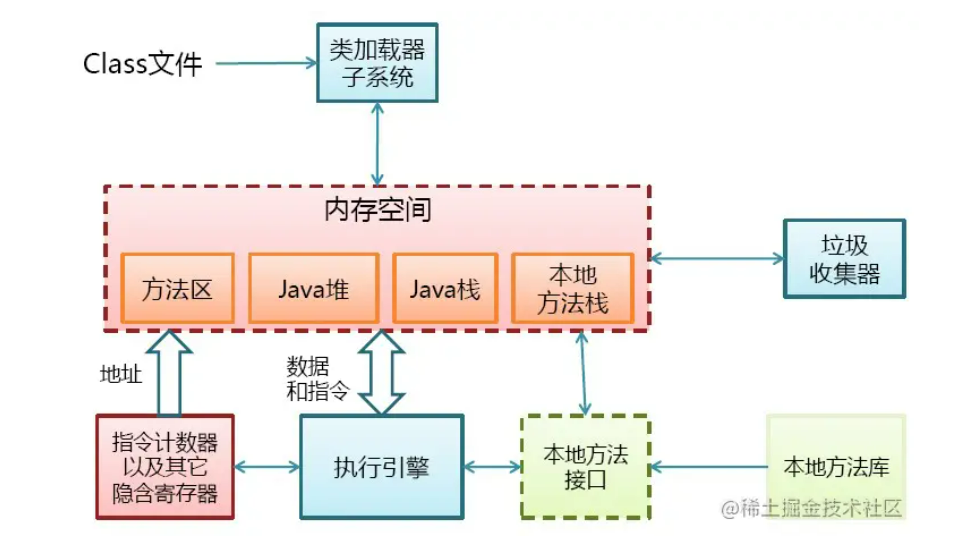 Class文件
类加载器
子系统
内存空间
方法区
Java堆
Java栈
本地
方法栈
垃圾
收集器
地址
数据
和指令
指令计数器
以及其它
隐含寄存器
执行引擎
本地方法
接口
本地方法库
@稀土掘金技术社区